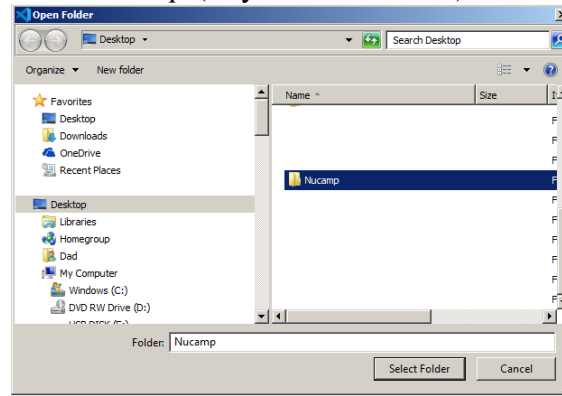 Open Folder
Desktop
Search Desktop
Organize
New folder
Name
Size
Favorites
Desktop
Downloads
OneDrive
Recent Places
Nucamp
Desktop
Libraries
Homegroup
Dad
My Computer
Windows (C:)
DVD RW Drive (D:)
Folder: Nucamp
Select Folder
Cancel